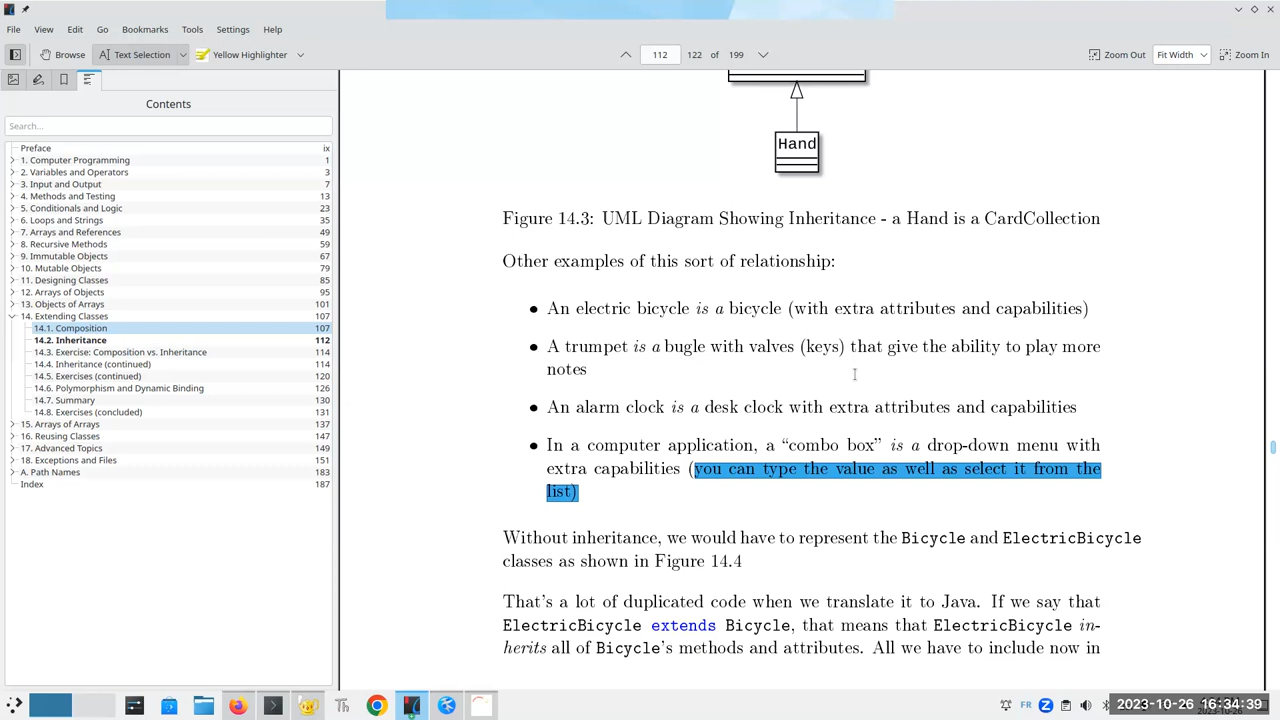 File View Edit Bookmarks Go Tools Settings Help
Browse Text Selection Yellow Highlighter 112 122 of 199 Zoom Out Fit Width Zoom In
Contents
Search...
Preface ix
1. Computer Programming 1
2. Variables and Operators 3
3. Input and Output 7
4. Methods and Testing 13
5. Conditionals and Logic 23
6. Loops and Strings 35
7. Arrays and References 49
8. Recursive Methods 59
9. Immutable Objects 67
10. Mutable Objects 79
11. Designing Classes 85
12. Arrays of Objects 95
13. Objects of Arrays 101
14. Extending Classes 107
14.1. Composition 107
14.2. Inheritance 112
14.3. Exercise: Composition vs. Inheritance 114
14.4. Inheritance (continued) 114
14.5. Exercises (continued) 120
14.6. Polymorphism and Dynamic Binding 126
14.7. Summary 130
14.8. Exercises (concluded) 131
15. Arrays of Arrays 137
16. Reusing Classes 147
17. Advanced Topics 149
18. Exceptions and Files 151
A. Path Names 183
Index 187
Hand
Figure 14.3: UML Diagram Showing Inheritance - a Hand is a CardCollection
Other examples of this sort of relationship:
• An electric bicycle is a bicycle (with extra attributes and capabilities)
• A trumpet is a bugle with valves (keys) that give the ability to play more
notes
• An alarm clock is a desk clock with extra attributes and capabilities
• In a computer application, a “combo box” is a drop-down menu with
extra capabilities (you can type the value as well as select it from the
list)
Without inheritance, we would have to represent the Bicycle and ElectricBicycle
classes as shown in Figure 14.4
That's a lot of duplicated code when we translate it to Java. If we say that
ElectricBicycle extends Bicycle, that means that ElectricBicycle in-
herits all of Bicycle's methods and attributes. All we have to include now in
Th FR Z 2023-10-26 16:34:39